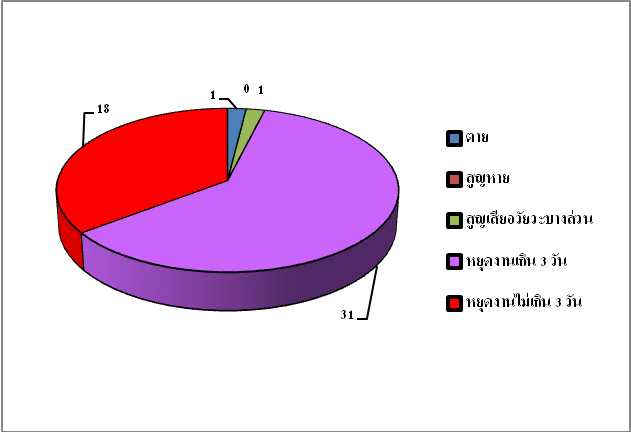 1
0
1
18
31
ตาย
สูญหาย
สูญเสียอวัยวะบางส่วน
หยุดงานเกิน 3 วัน
หยุดงานไม่เกิน 3 วัน